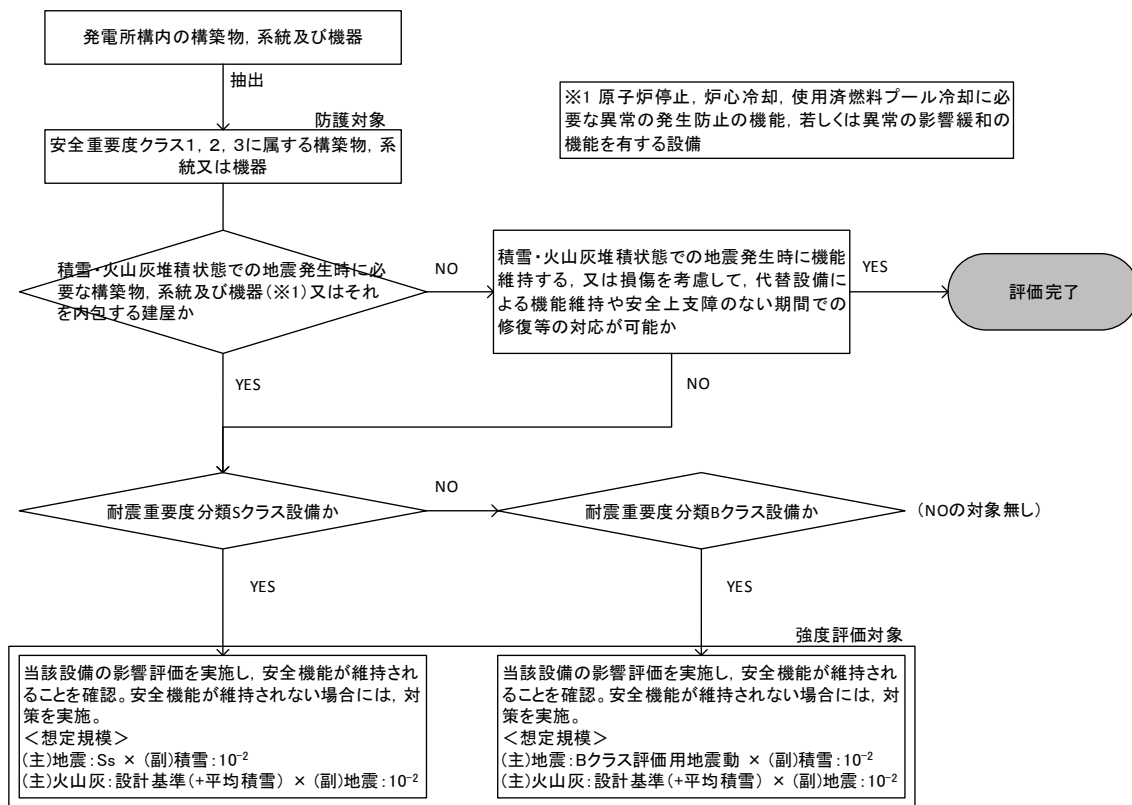 発電所構内の構築物，系統及び機器
抽出
※1 原子炉停止，炉心冷却，使用済燃料プール冷却に必
要な異常の発生防止の機能，若しくは異常の影響緩和の
機能を有する設備
防護対象
安全重要度クラス1，2，3に属する構築物，系
統又は機器
積雪・火山灰堆積状態での地震発生時に必
要な構築物，系統及び機器（※1）又はそれ
を内包する建屋か
NO
積雪・火山灰堆積状態での地震発生時に機能
維持する，又は損傷を考慮して，代替設備に
よる機能維持や安全上支障のない期間での
修復等の対応が可能か
YES
評価完了
YES
NO
耐震重要度分類Sクラス設備か
NO
耐震重要度分類Bクラス設備か
（NOの対象無し）
YES
YES
強度評価対象
当該設備の影響評価を実施し，安全機能が維持され
ることを確認。安全機能が維持されない場合には，対
策を実施。
＜想定規模＞
(主)地震：Ss × (副)積雪：10⁻²
(主)火山灰：設計基準（+平均積雪） × (副)地震：10⁻²
当該設備の影響評価を実施し，安全機能が維持され
ることを確認。安全機能が維持されない場合には，対
策を実施。
＜想定規模＞
(主)地震：Bクラス評価用地震動 × (副)積雪：10⁻²
(主)火山灰：設計基準（+平均積雪） × (副)地震：10⁻²